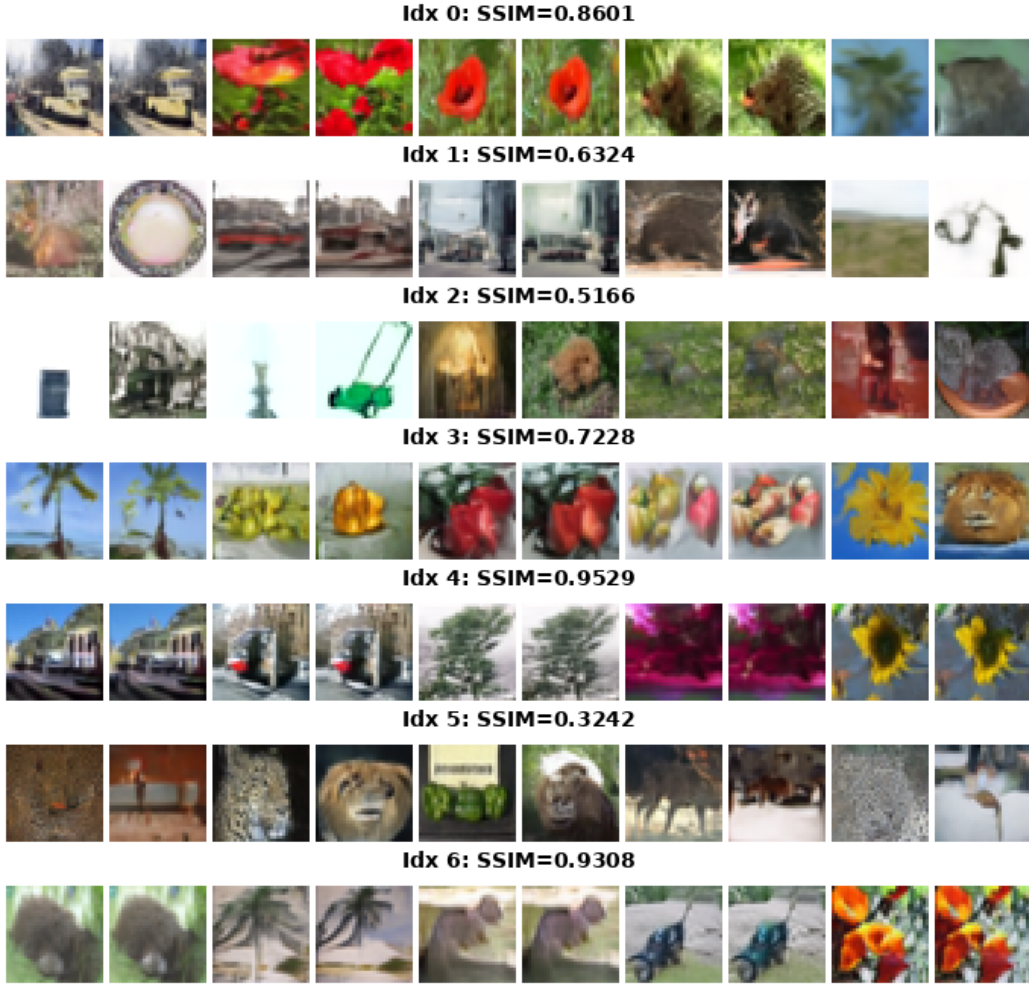 Idx 0: SSIM=0.8601
Idx 1: SSIM=0.6324
Idx 2: SSIM=0.5166
Idx 3: SSIM=0.7228
Idx 4: SSIM=0.9529
Idx 5: SSIM=0.3242
Idx 6: SSIM=0.9308